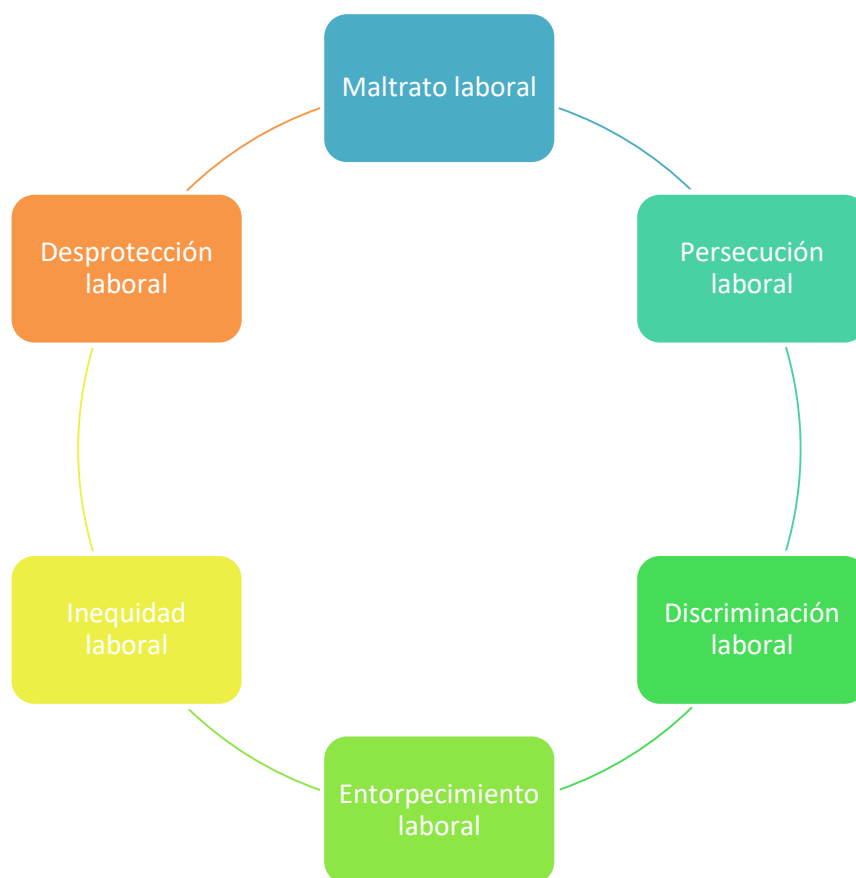 Maltrato laboral
Persecución
laboral
Discriminación
laboral
Entorpecimiento
laboral
Inequidad
laboral
Desprotección
laboral